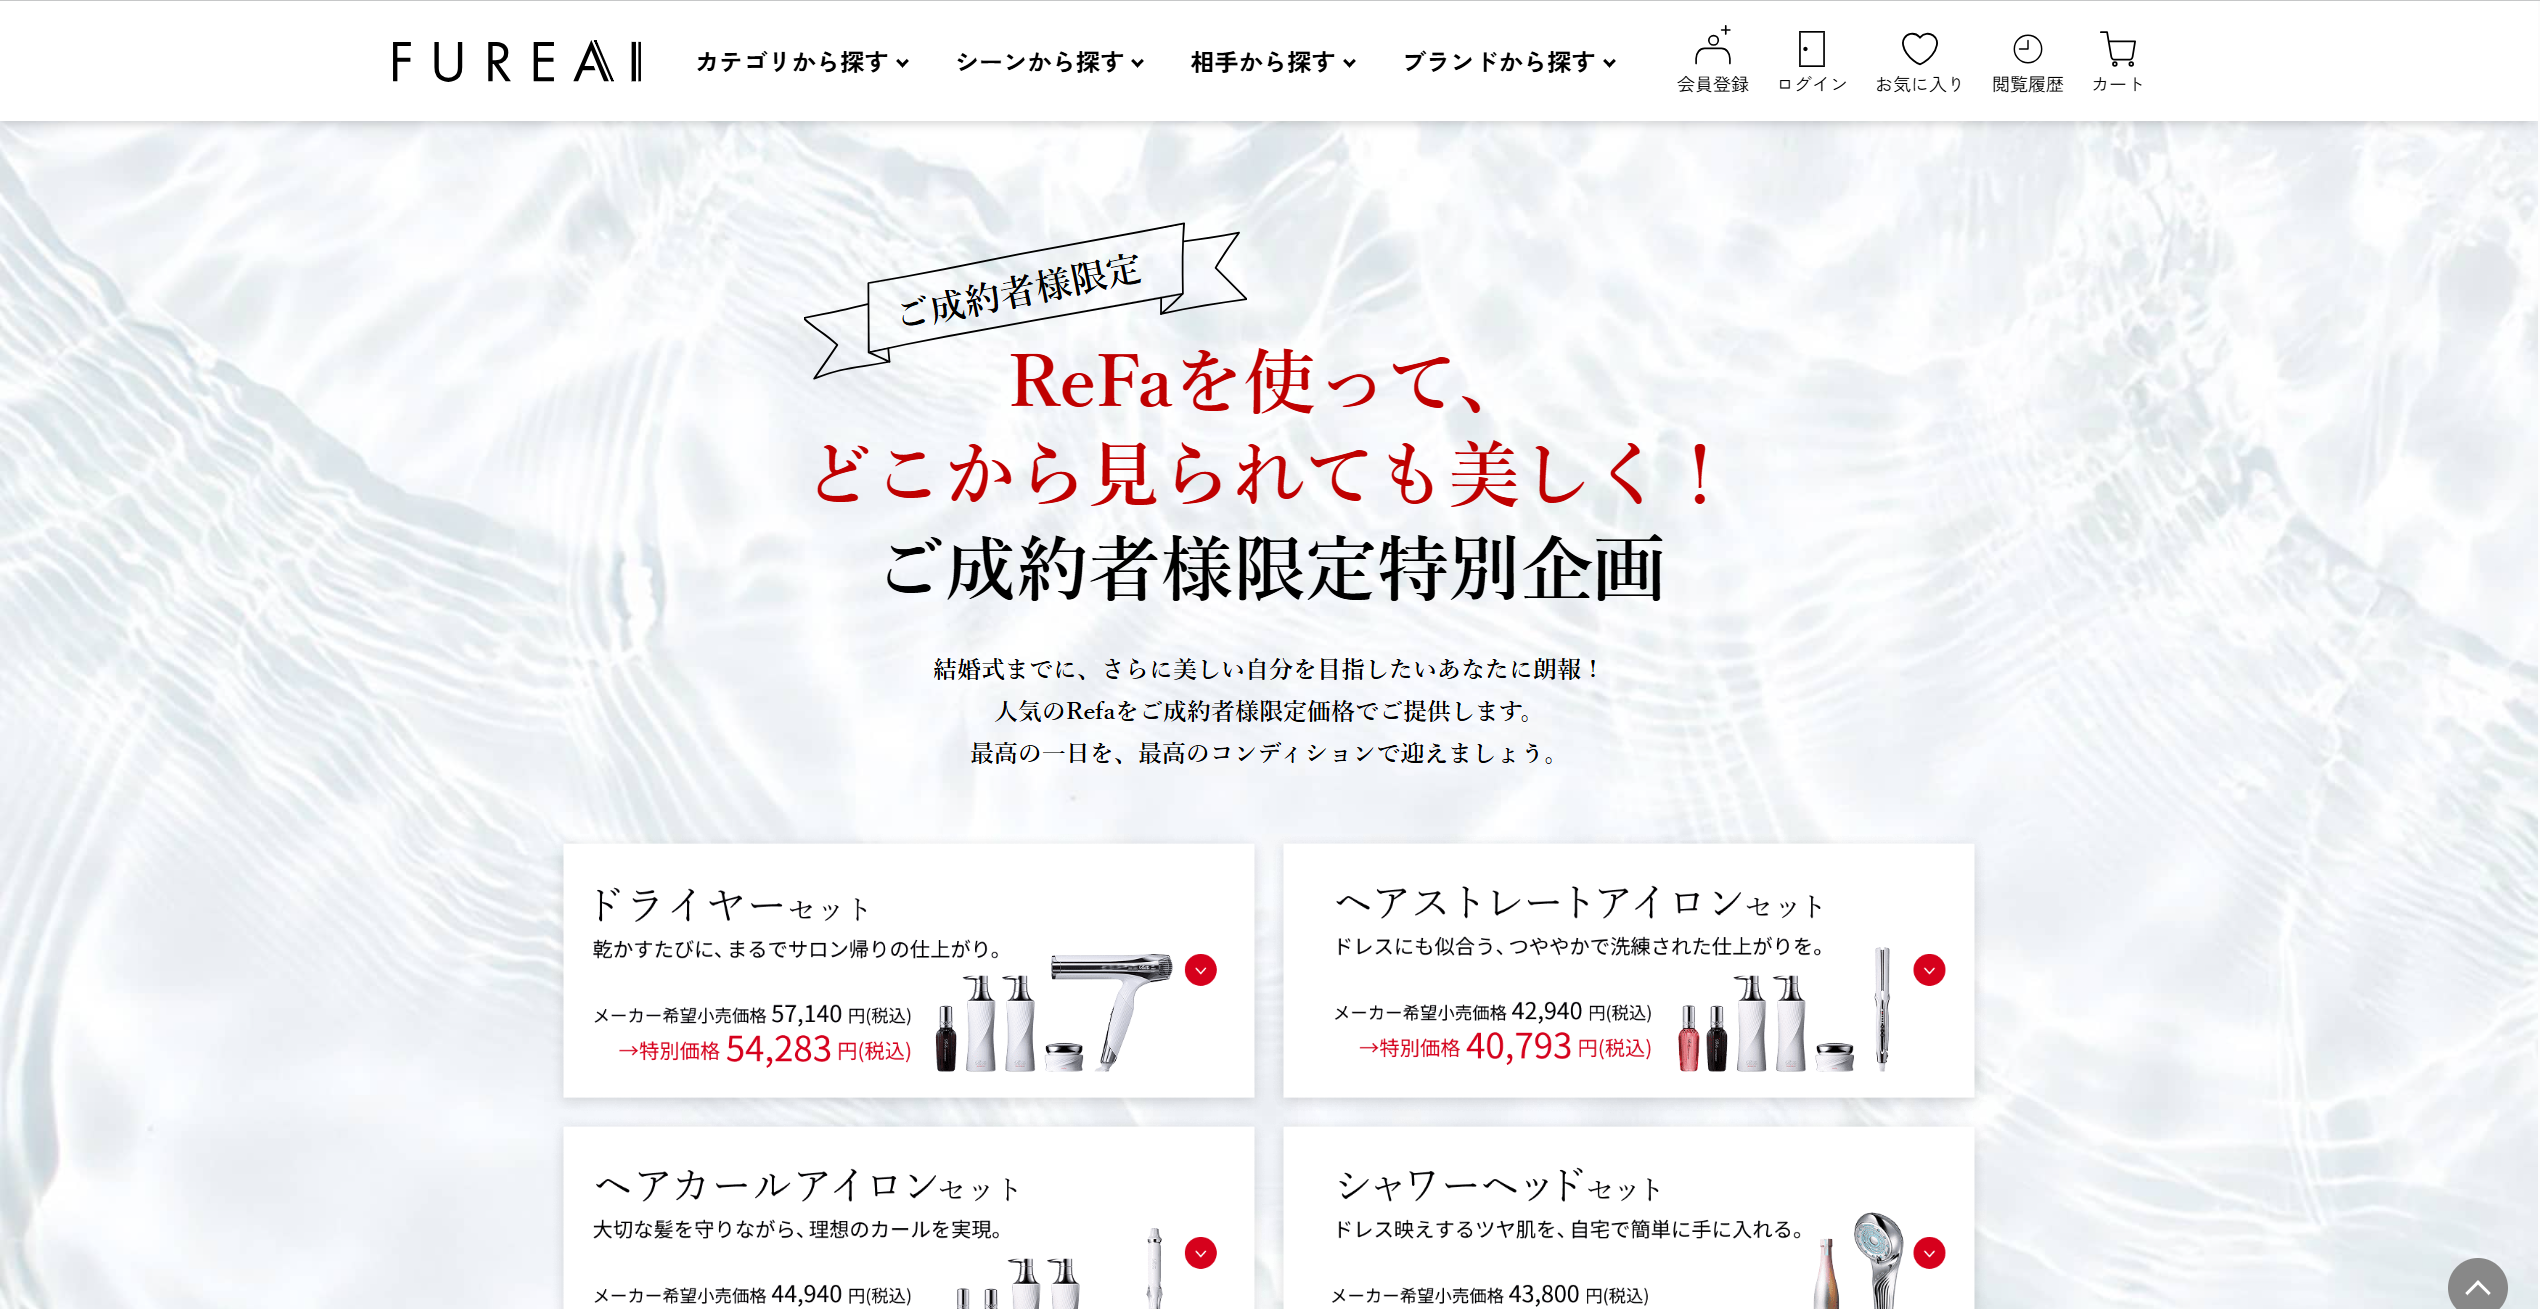 FUREAI
カテゴリから探す
シーンから探す
相手から探す
ブランドから探す
会員登録
ログイン
お気に入り
閲覧履歴
カート
ご成約者様限定
ReFaを使って、
どこから見られても美しく！
ご成約者様限定特別企画
結婚式までに、さらに美しい自分を目指したいあなたに朗報！
人気のRefaをご成約者様限定価格でご提供します。
最高の一日を、最高のコンディションで迎えましょう。
ドライヤーセット
乾かすたびに、まるでサロン帰りの仕上がり。
メーカー希望小売価格 57,140 円(税込)
→特別価格 54,283 円(税込)
ヘアストレートアイロンセット
ドレスにも似合う、つややかで洗練された仕上がりを。
メーカー希望小売価格 42,940 円(税込)
→特別価格 40,793 円(税込)
ヘアカールアイロンセット
大切な髪を守りながら、理想のカールを実現。
メーカー希望小売価格 44,940 円(税込)
シャワーヘッドセット
ドレス映えするツヤ肌を、自宅で簡単に手に入れる。
メーカー希望小売価格 43,800 円(税込)